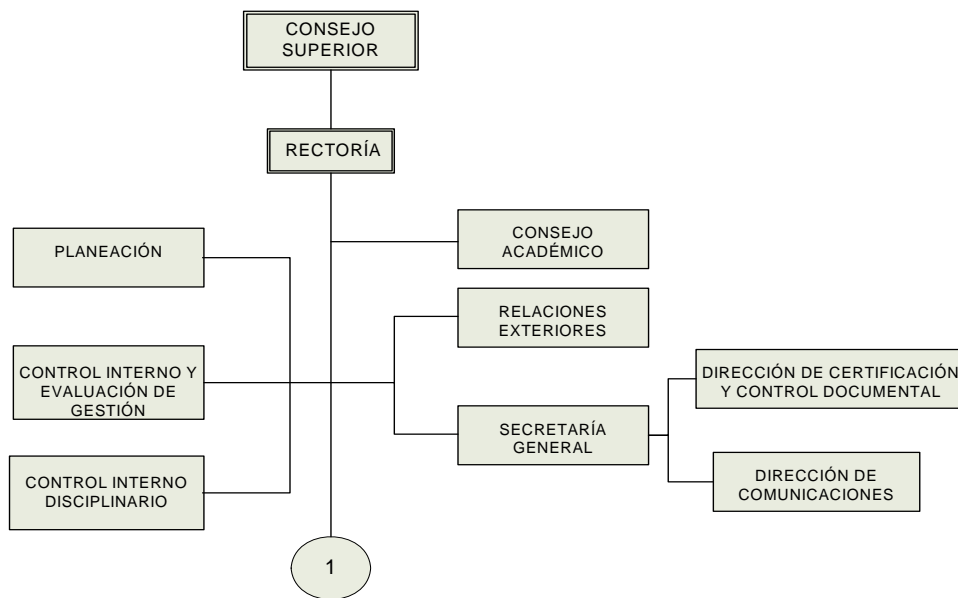 CONSEJO
SUPERIOR
RECTORÍA
CONSEJO
ACADÉMICO
PLANEACIÓN
RELACIONES
EXTERIORES
CONTROL INTERNO Y
EVALUACIÓN DE
GESTIÓN
DIRECCIÓN DE CERTIFICACIÓN
Y CONTROL DOCUMENTAL
SECRETARÍA
GENERAL
CONTROL INTERNO
DISCIPLINARIO
DIRECCIÓN DE
COMUNICACIONES
1